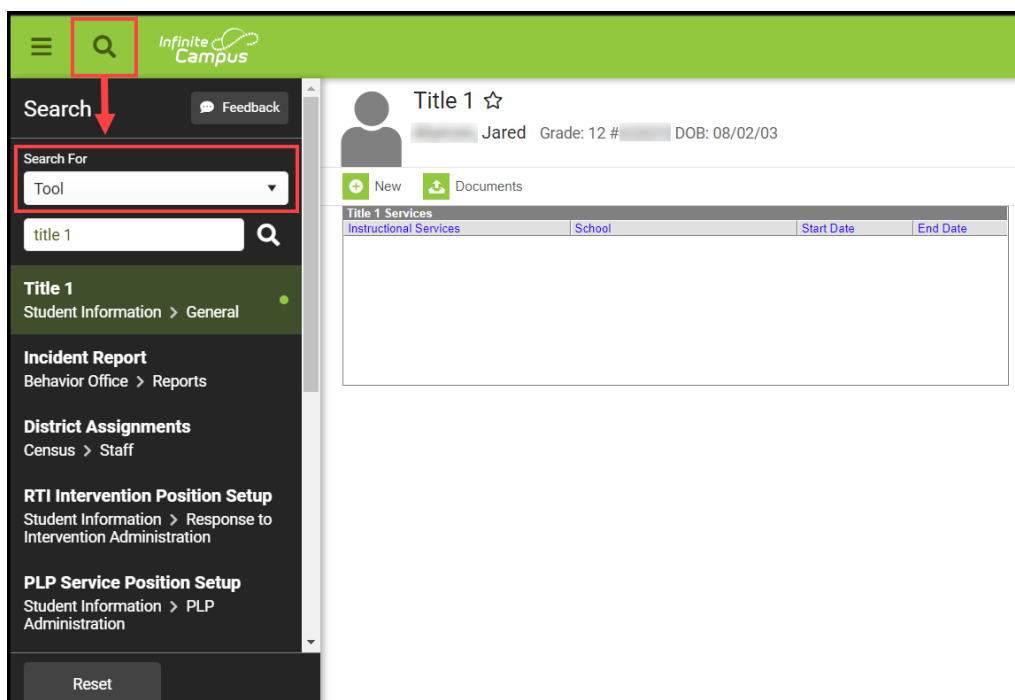 Infinite
Campus
Search
Feedback
Search For
Tool
title 1
Title 1
Student Information > General
Incident Report
Behavior Office > Reports
District Assignments
Census > Staff
RTI Intervention Position Setup
Student Information > Response to
Intervention Administration
PLP Service Position Setup
Student Information > PLP
Administration
Reset
Title 1
Jared Grade: 12 # DOB: 08/02/03
New Documents
Title 1 Services
Instructional Services School Start Date End Date